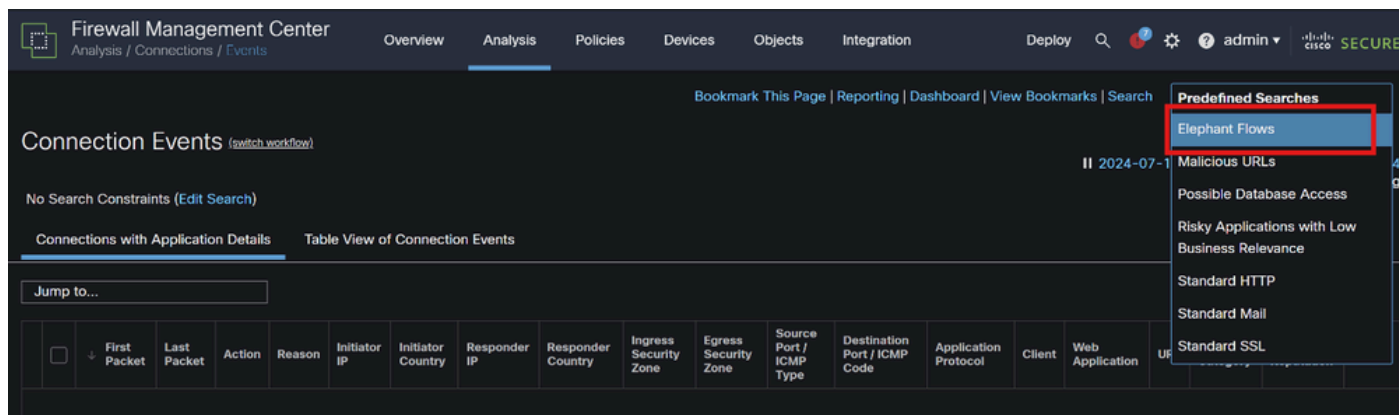 Firewall Management Center
Analysis / Connections / Events
Overview Analysis Policies Devices Objects Integration Deploy 7 admin
cisco SECURE
Bookmark This Page | Reporting | Dashboard | View Bookmarks | Search
Predefined Searches
Elephant Flows
Malicious URLs
Possible Database Access
Risky Applications with Low
Business Relevance
Standard HTTP
Standard Mail
Standard SSL
Connection Events (switch workflow)
2024-07-1
No Search Constraints (Edit Search)
Connections with Application Details Table View of Connection Events
Jump to...
First Packet Last Packet Action Reason Initiator IP Initiator Country Responder IP Responder Country Ingress Security Zone Egress Security Zone Source Port / ICMP Type Destination Port / ICMP Code Application Protocol Client Web Application